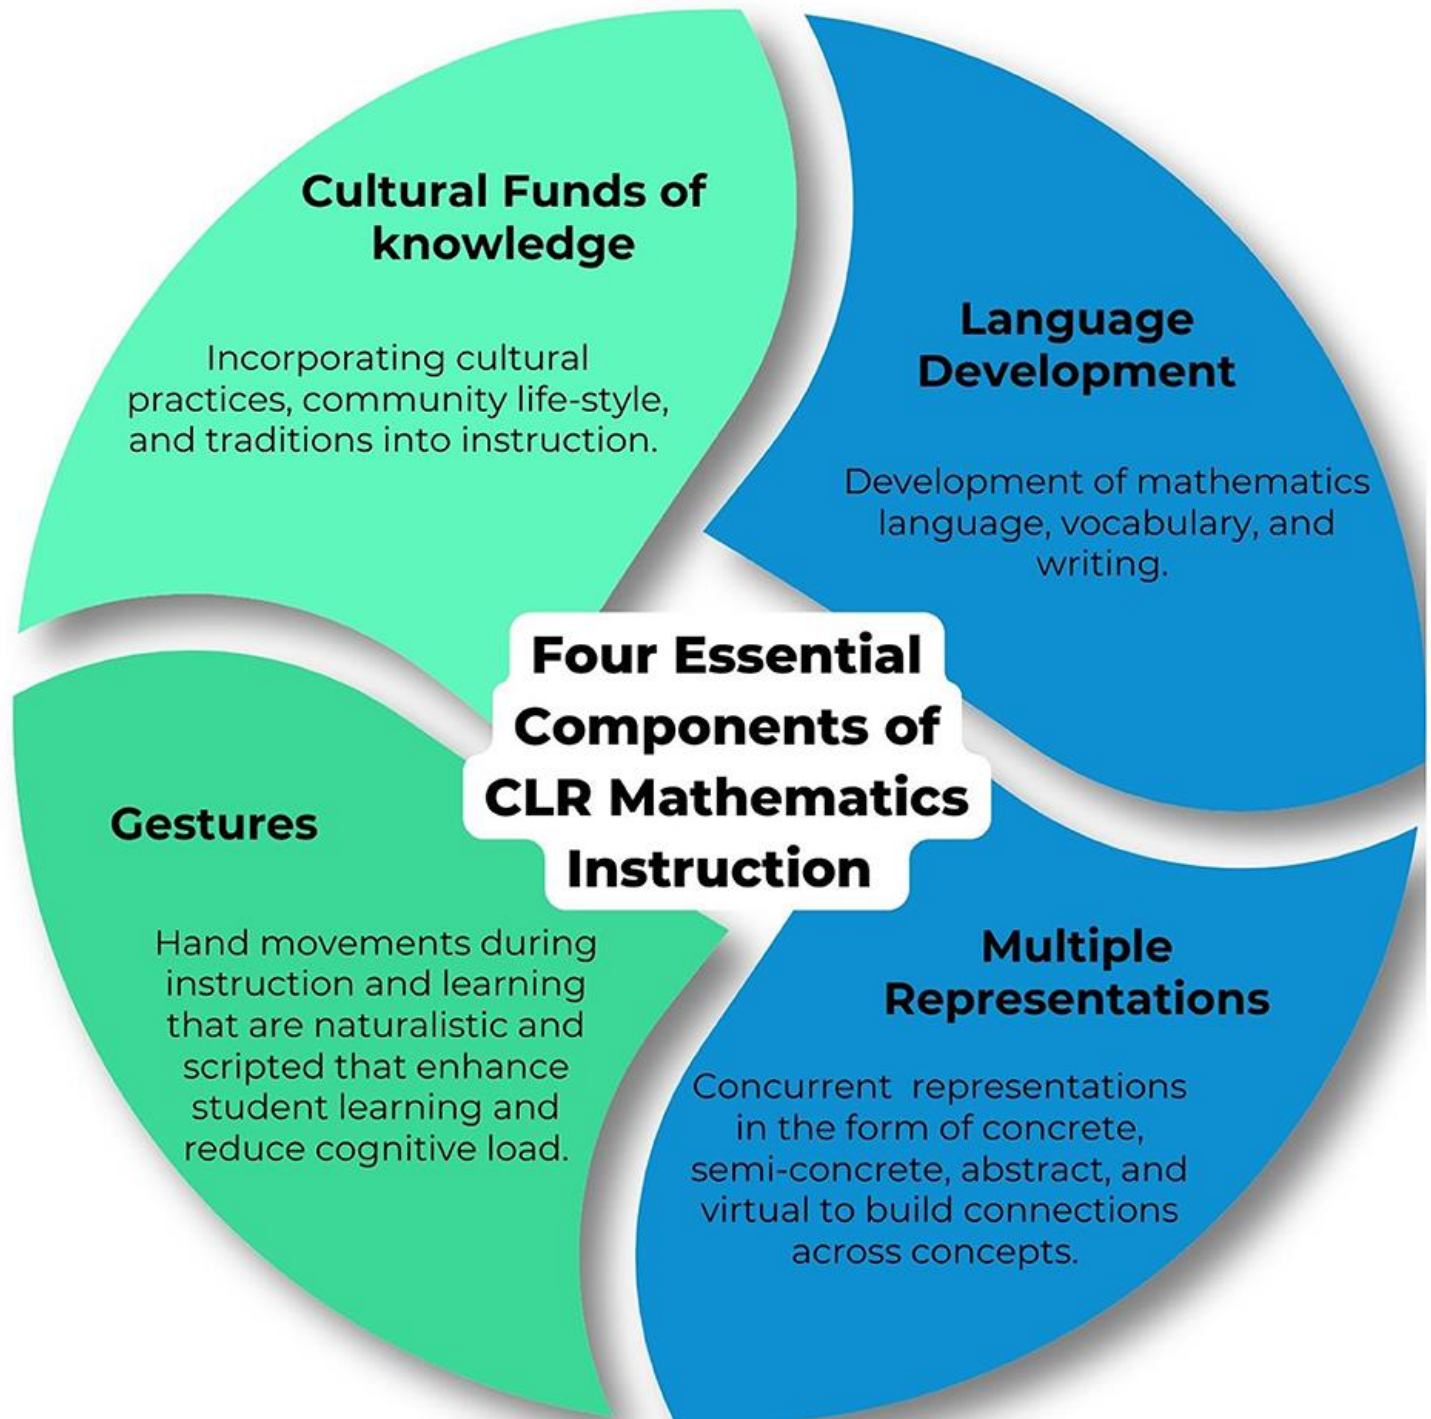 Cultural Funds of
knowledge
Incorporating cultural
practices, community life-style,
and traditions into instruction.
Language
Development
Development of mathematics
language, vocabulary, and
writing.
Four Essential
Components of
CLR Mathematics
Instruction
Gestures
Hand movements during
instruction and learning
that are naturalistic and
scripted that enhance
student learning and
reduce cognitive load.
Multiple
Representations
Concurrent representations
in the form of concrete,
semi-concrete, abstract, and
virtual to build connections
across concepts.